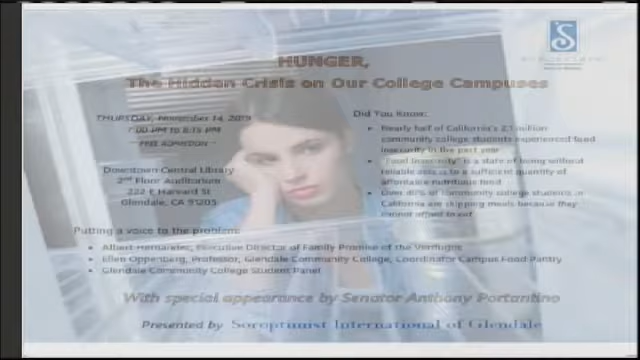 HUNGER,
The Hidden Crisis on Our College Campuses
THURSDAY, November 14, 2019
7:00 PM to 8:15 PM
~ FREE ADMISSION ~
Downtown Central Library
2nd Floor Auditorium
222 E Harvard St
Glendale, CA 91205
Did You Know:
• Nearly half of California's 2.1 million
community college students experienced food
insecurity in the past year
• "Food Insecurity" is a state of being without
reliable access to a sufficient quantity of
affordable nutritious food
• Over 40% of community college students in
California are skipping meals because they
cannot afford to eat
Putting a voice to the problem:
• Albert Hernandez, Executive Director of Family Promise of the Verdugos
• Ellen Oppenberg, Professor, Glendale Community College, Coordinator Campus Food Pantry
• Glendale Community College Student Panel
With special appearance by Senator Anthony Portantino
Presented by Soroptimist International of Glendale